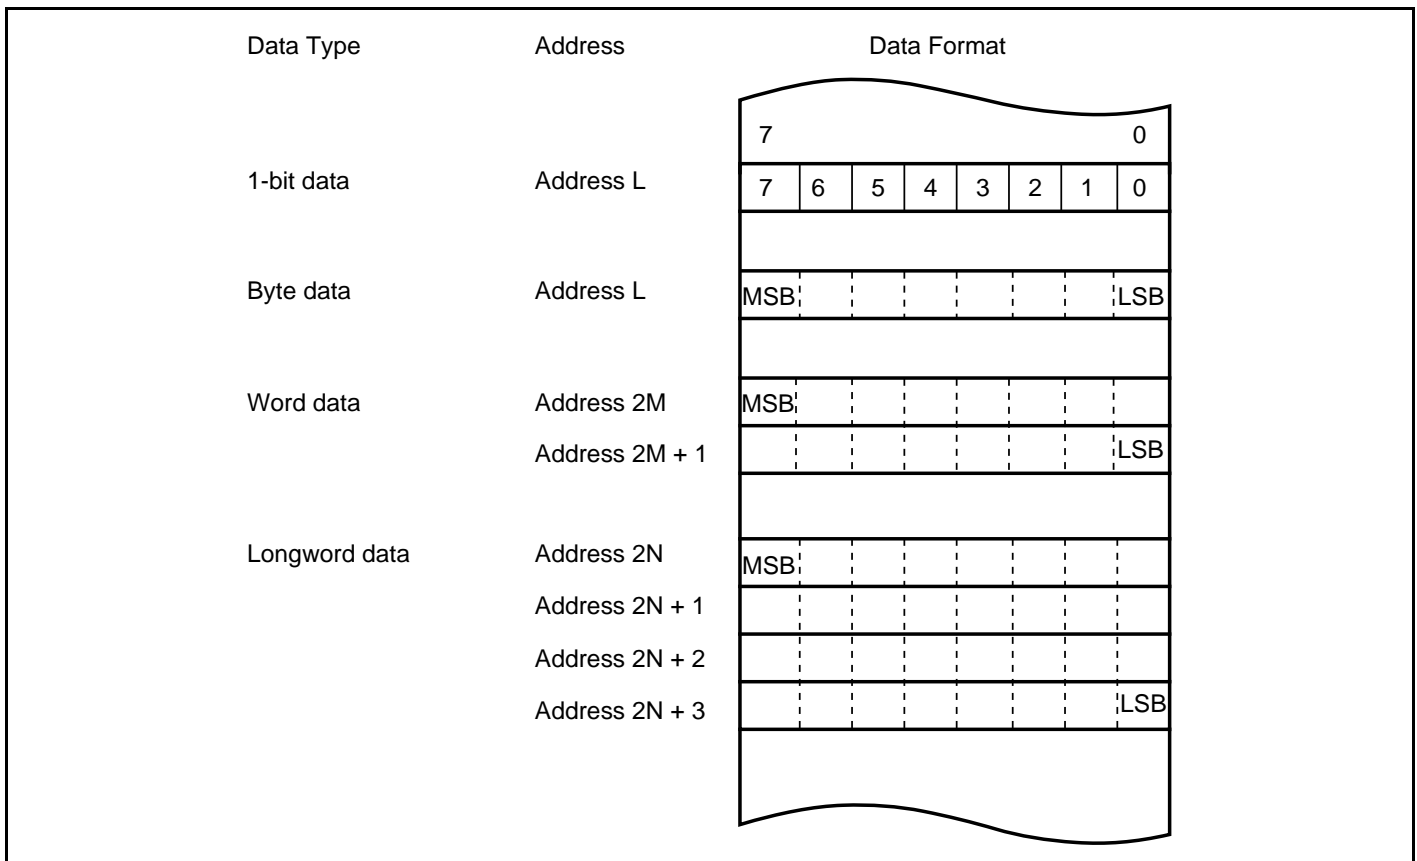 Data Type Address Data Format
7 0
1-bit data Address L 7 6 5 4 3 2 1 0
Byte data Address L MSB LSB
Word data Address 2M MSB
Address 2M + 1 LSB
Longword data Address 2N MSB
Address 2N + 1
Address 2N + 2
Address 2N + 3 LSB